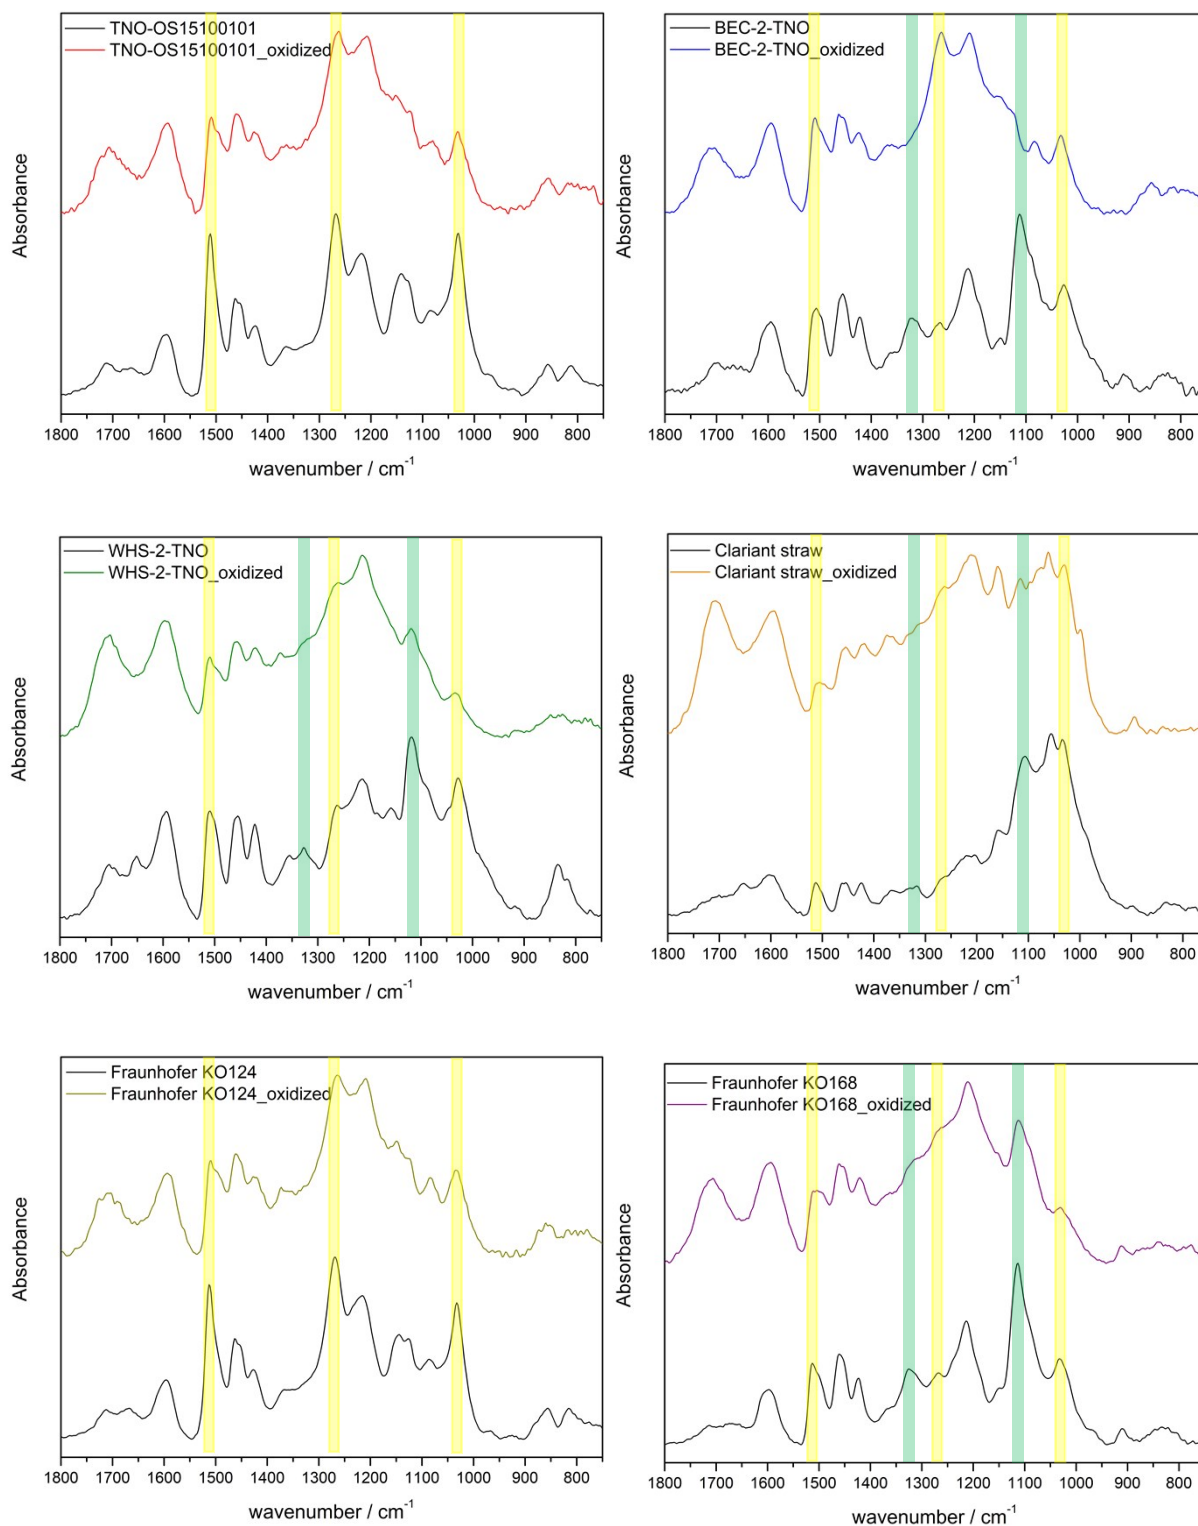 TNO-OS15100101
TNO-OS15100101_oxidized
Absorbance
Absorbance
1800 1700 1600 1500 1400 1300 1200 1100 1000 900 800
wavenumber / cm⁻¹
BEC-2-TNO
BEC-2-TNO_oxidized
Absorbance
Absorbance
1800 1700 1600 1500 1400 1300 1200 1100 1000 900 800
wavenumber / cm⁻¹
WHS-2-TNO
WHS-2-TNO_oxidized
Absorbance
1800 1700 1600 1500 1400 1300 1200 1100 1000 900 800
wavenumber / cm⁻¹
Clariant straw
Clariant straw_oxidized
Absorbance
1800 1700 1600 1500 1400 1300 1200 1100 1000 900 800
wavenumber / cm⁻¹
Fraunhofer KO124
Fraunhofer KO124_oxidized
1800 1700 1600 1500 1400 1300 1200 1100 1000 900 800
wavenumber / cm⁻¹
Fraunhofer KO168
Fraunhofer KO168_oxidized
1800 1700 1600 1500 1400 1300 1200 1100 1000 900 800
wavenumber / cm⁻¹